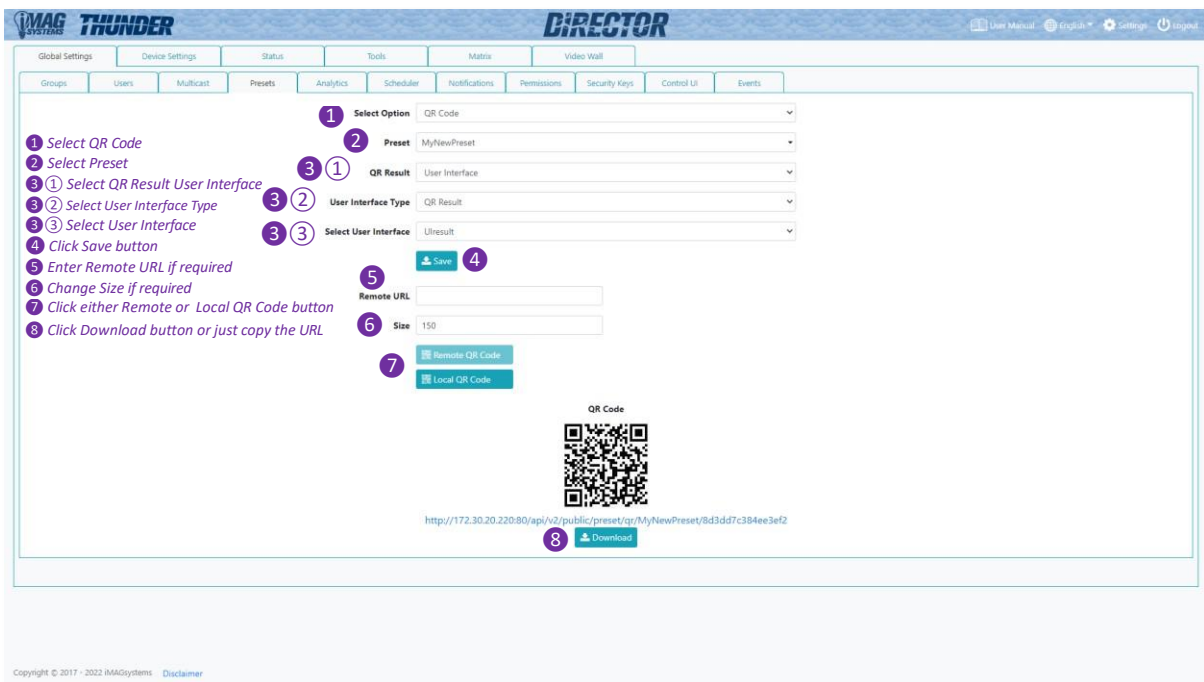 iMAG SYSTEMS THUNDER DiRECTOR User Manual English Settings Logout
Global Settings Device Settings Status Tools Matrix Video Wall
Groups Users Multicast Presets Analytics Scheduler Notifications Permissions Security Keys Control UI Events
1 Select Option QR Code
2 Preset MyNewPreset
3 1 QR Result User Interface
3 2 User Interface Type QR Result
3 3 Select User Interface UIresult
Save 4
5
Remote URL
6 Size 150
7
Remote QR Code
Local QR Code
1 Select QR Code
2 Select Preset
3 1 Select QR Result User Interface
3 2 Select User Interface Type
3 3 Select User Interface
4 Click Save button
5 Enter Remote URL if required
6 Change Size if required
7 Click either Remote or Local QR Code button
8 Click Download button or just copy the URL
QR Code
http://172.30.20.220:80/api/v2/public/preset/qr/MyNewPreset/8d3dd7c384ee3ef2
8 Download
Copyright © 2017 - 2022 iMAGsystems Disclaimer